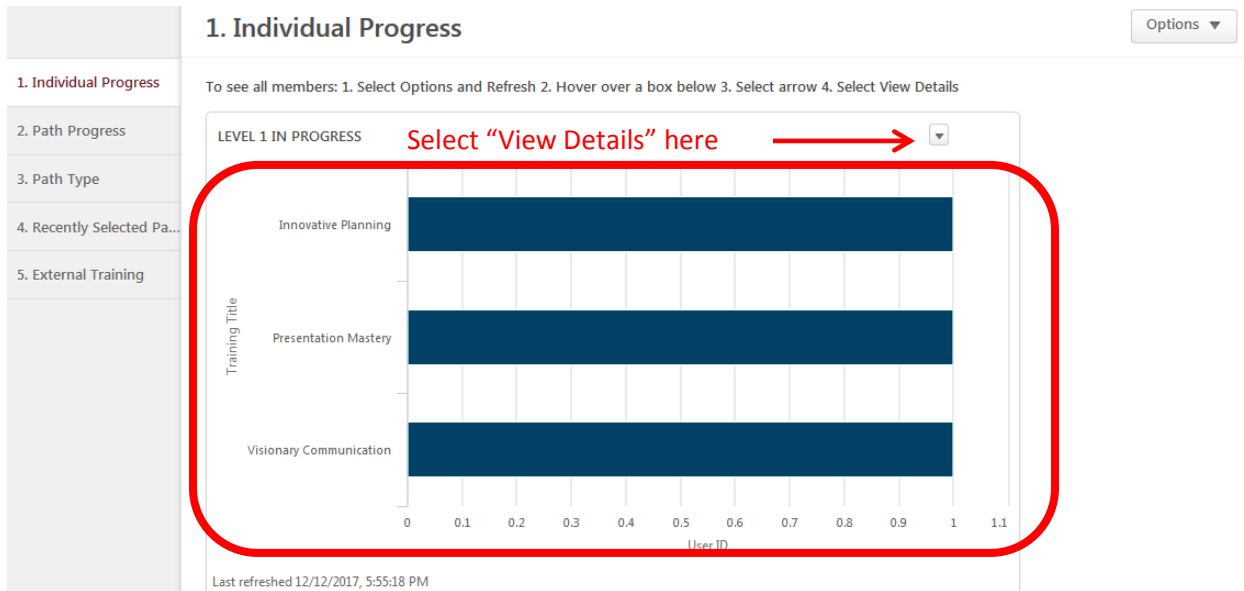 1. Individual Progress
Options ▼
1. Individual Progress
2. Path Progress
3. Path Type
4. Recently Selected Pa...
5. External Training
To see all members: 1. Select Options and Refresh 2. Hover over a box below 3. Select arrow 4. Select View Details
LEVEL 1 IN PROGRESS
Select “View Details” here
Training Title
Innovative Planning
Presentation Mastery
Visionary Communication
0 0.1 0.2 0.3 0.4 0.5 0.6 0.7 0.8 0.9 1 1.1
User ID
Last refreshed 12/12/2017, 5:55:18 PM